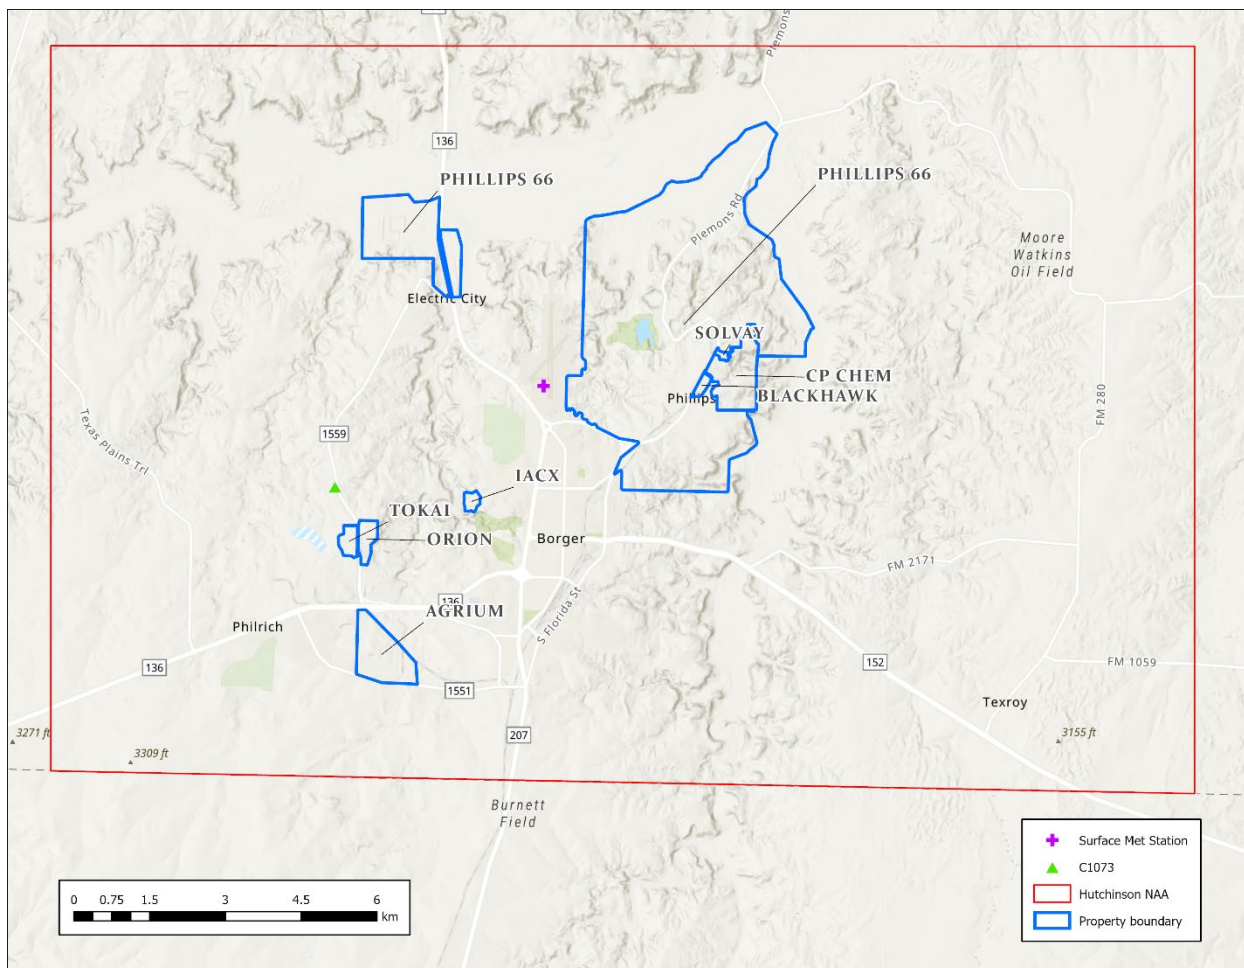 Plemons
136
PHILLIPS 66
PHILLIPS 66
Plemons Rd
Moore
Watkins
Oil Field
Electric City
SOLVAY
CP CHEM
BLACKHAWK
Phillips
FM 280
Texas Plains Trl
1559
IACX
TOKAI
ORION
Borger
FM 2171
136
AGRIUM
S Florida St
Philrich
136
152
FM 1059
1551
Texroy
207
3271 ft
3309 ft
3155 ft
Burnett
Field
Surface Met Station
C1073
Hutchinson NAA
Property boundary
0 0.75 1.5 3 4.5 6
km